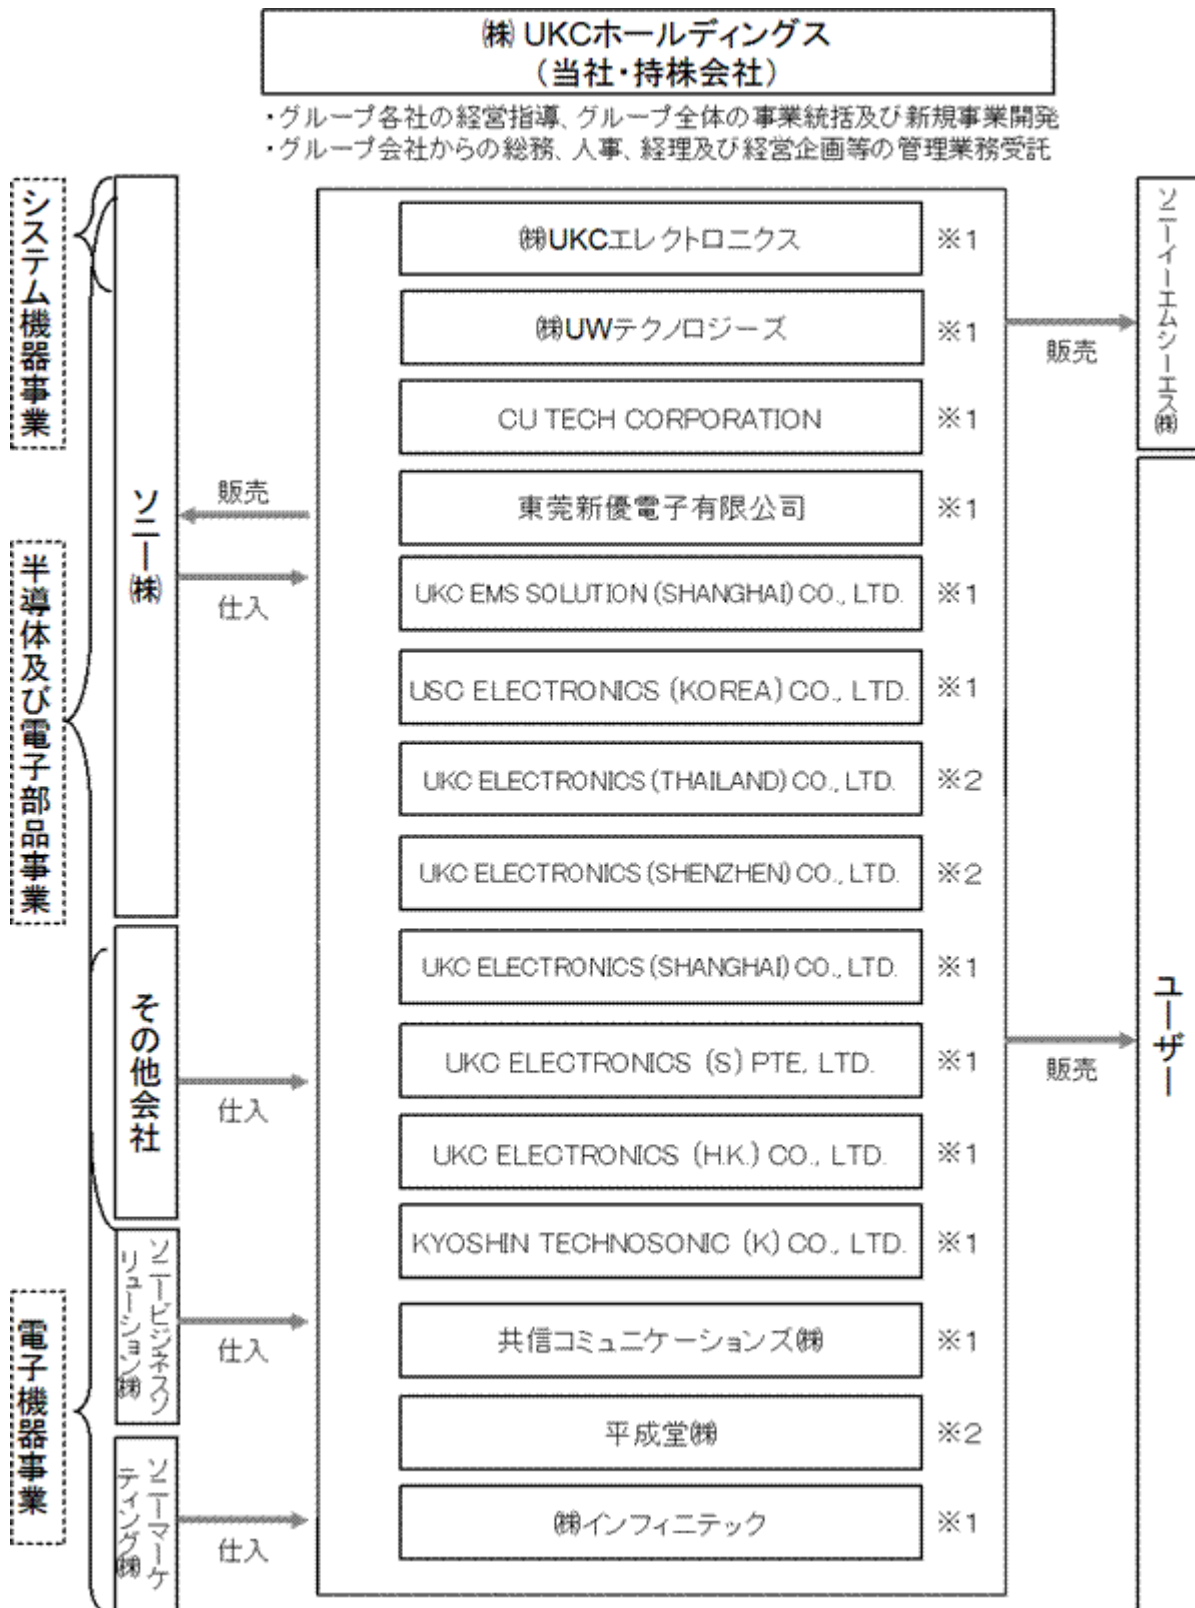 ㈱ UKCホールディングス
（当社・持株会社）
・グループ各社の経営指導、グループ全体の事業統括及び新規事業開発
・グループ会社からの総務、人事、経理及び経営企画等の管理業務受託
システム機器事業
半導体及び電子部品事業
電子機器事業
ソニー㈱
その他会社
ソニービジネスソ
リューション㈱
ソニーマーケ
ティング㈱
販売
仕入
仕入
仕入
仕入
㈱UKCエレクトロニクス ※1
㈱UWテクノロジーズ ※1
CU TECH CORPORATION ※1
東莞新優電子有限公司 ※1
UKC EMS SOLUTION (SHANGHAI) CO., LTD. ※1
USC ELECTRONICS (KOREA) CO., LTD. ※1
UKC ELECTRONICS (THAILAND) CO., LTD. ※2
UKC ELECTRONICS (SHENZHEN) CO., LTD. ※2
UKC ELECTRONICS (SHANGHAI) CO., LTD. ※1
UKC ELECTRONICS (S) PTE, LTD. ※1
UKC ELECTRONICS (H.K.) CO., LTD. ※1
KYOSHIN TECHNOSONIC (K) CO., LTD. ※1
共信コミュニケーションズ㈱ ※1
平成堂㈱ ※2
㈱インフィニテック ※1
販売
販売
ソニーイーエムシーエス㈱
ユーザー